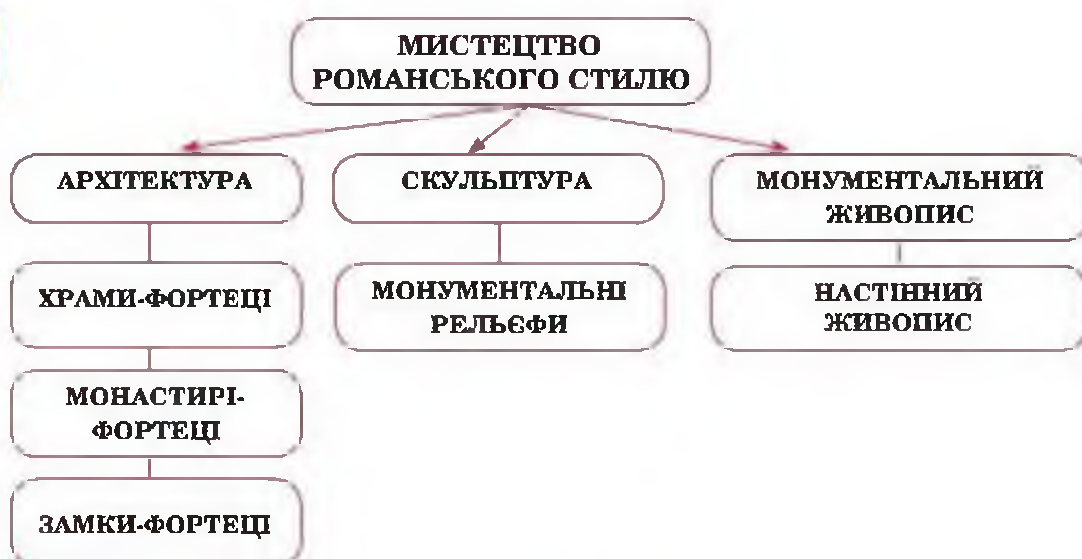 МИСТЕЦТВО
РОМАНСЬКОГО СТИЛЮ
АРХІТЕКТУРА
СКУЛЬПТУРА
МОНУМЕНТАЛЬНИЙ
ЖИВОПИС
ХРАМИ-ФОРТЕЦІ
МОНУМЕНТАЛЬНІ
РЕЛЬЄФИ
НАСТІННИЙ
ЖИВОПИС
МОНАСТИРІ-
ФОРТЕЦІ
ЗАМКИ-ФОРТЕЦІ